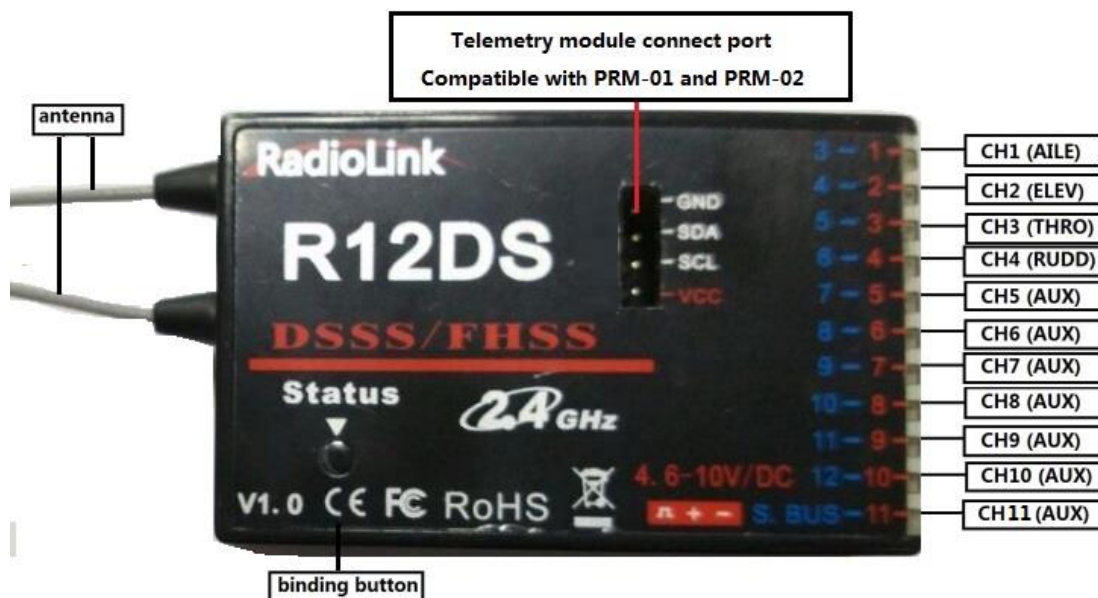 Telemetry module connect port
Compatible with PRM-01 and PRM-02
antenna
RadioLink
R12DS
DSSS/FHSS
Status
2.4 GHz
V1.0 CE FC RoHS
GND
SDA
SCL
VCC
3 - 1 - CH1 (AILE)
4 - 2 - CH2 (ELEV)
5 - 3 - CH3 (THRO)
6 - 4 - CH4 (RUDD)
7 - 5 - CH5 (AUX)
8 - 6 - CH6 (AUX)
9 - 7 - CH7 (AUX)
10 - 8 - CH8 (AUX)
11 - 9 - CH9 (AUX)
4.6-10V/DC 12 - 10 - CH10 (AUX)
+ - S.BUS - 11 - CH11 (AUX)
binding button